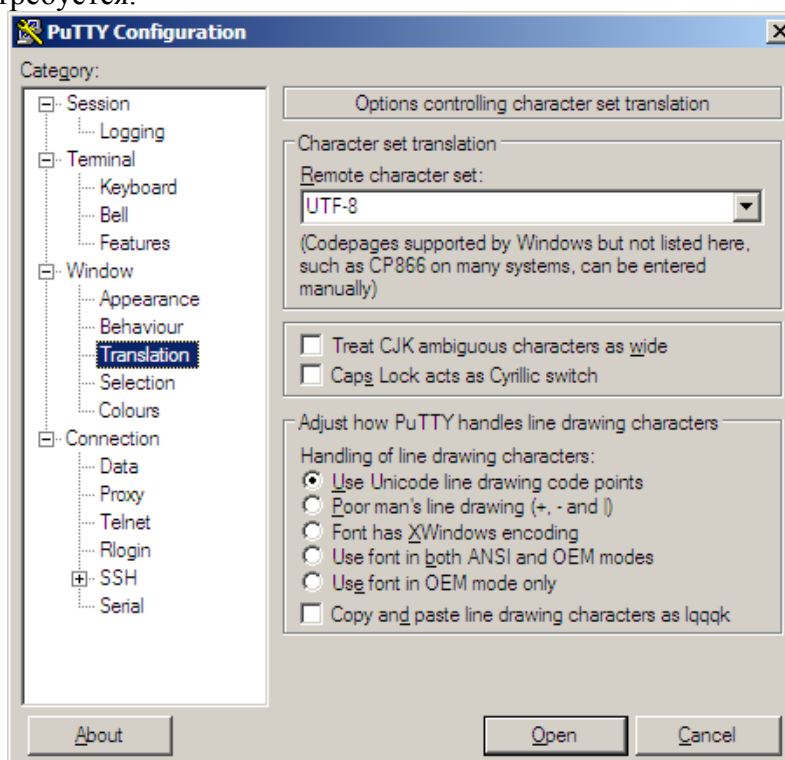 требуется.
PuTTY Configuration
Category:
Session
Logging
Terminal
Keyboard
Bell
Features
Window
Appearance
Behaviour
Translation
Selection
Colours
Connection
Data
Proxy
Telnet
Rlogin
SSH
Serial
Options controlling character set translation
Character set translation
Remote character set:
UTF-8
(Codepages supported by Windows but not listed here,
such as CP866 on many systems, can be entered
manually)
Treat CJK ambiguous characters as wide
Caps Lock acts as Cyrillic switch
Adjust how PuTTY handles line drawing characters
Handling of line drawing characters:
Use Unicode line drawing code points
Poor man's line drawing (+, - and |)
Font has XWindows encoding
Use font in both ANSI and OEM modes
Use font in OEM mode only
Copy and paste line drawing characters as lqqqk
About
Open
Cancel